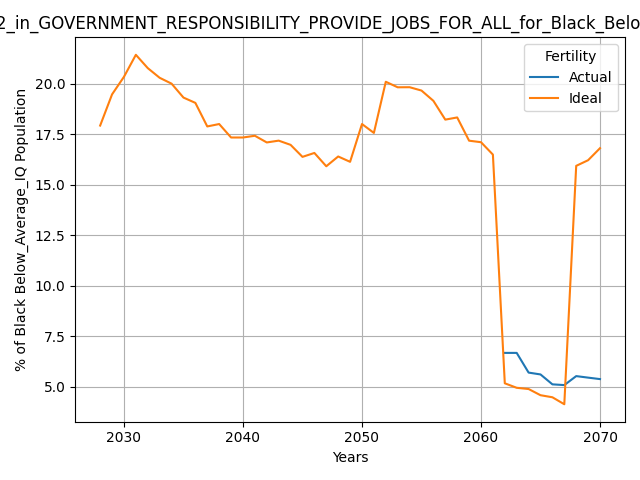 2_in_GOVERNMENT_RESPONSIBILITY_PROVIDE_JOBS_FOR_ALL_for_Black_Belo
Fertility
Actual
Ideal
% of Black Below_Average_IQ Population
20.0
17.5
15.0
12.5
10.0
7.5
5.0
2030
2040
2050
2060
2070
Years